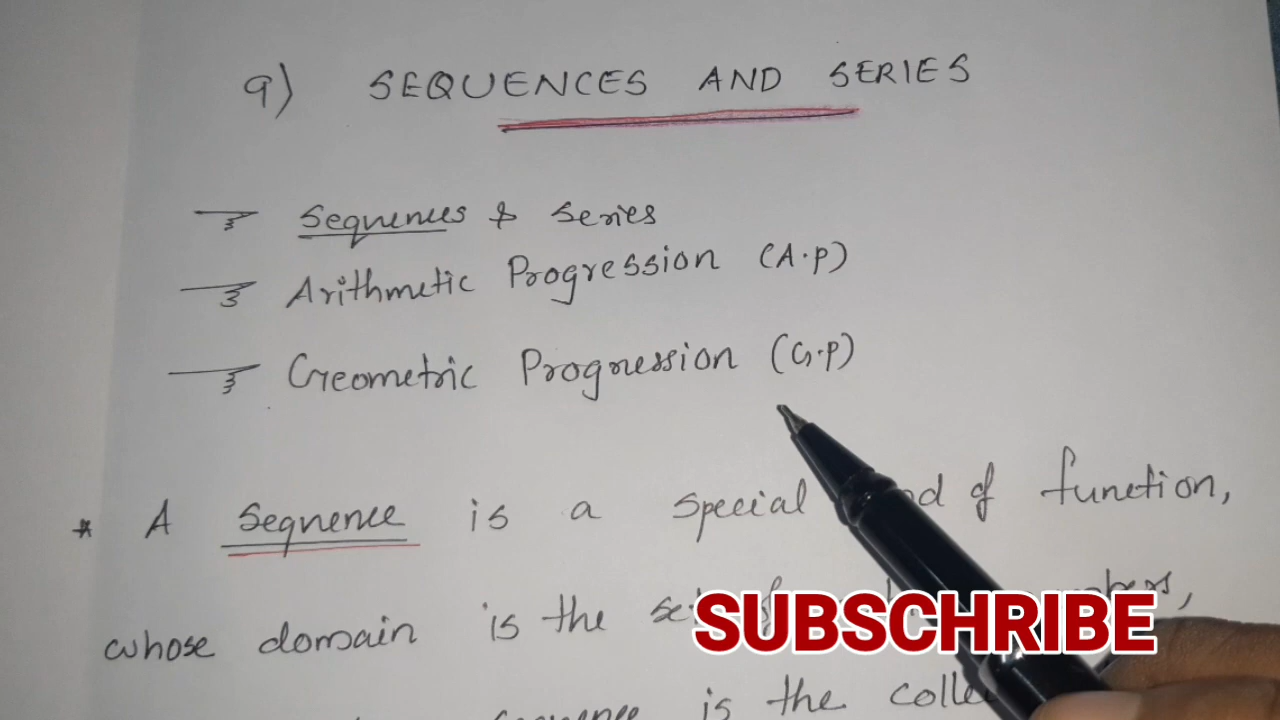 9) SEQUENCES AND SERIES
Sequences & Series
Arithmetic Progression (A.P)
Geometric Progression (G.P)
* A Sequence is a special of function,
whose domain is the set
SUBSCHRIBE
is the